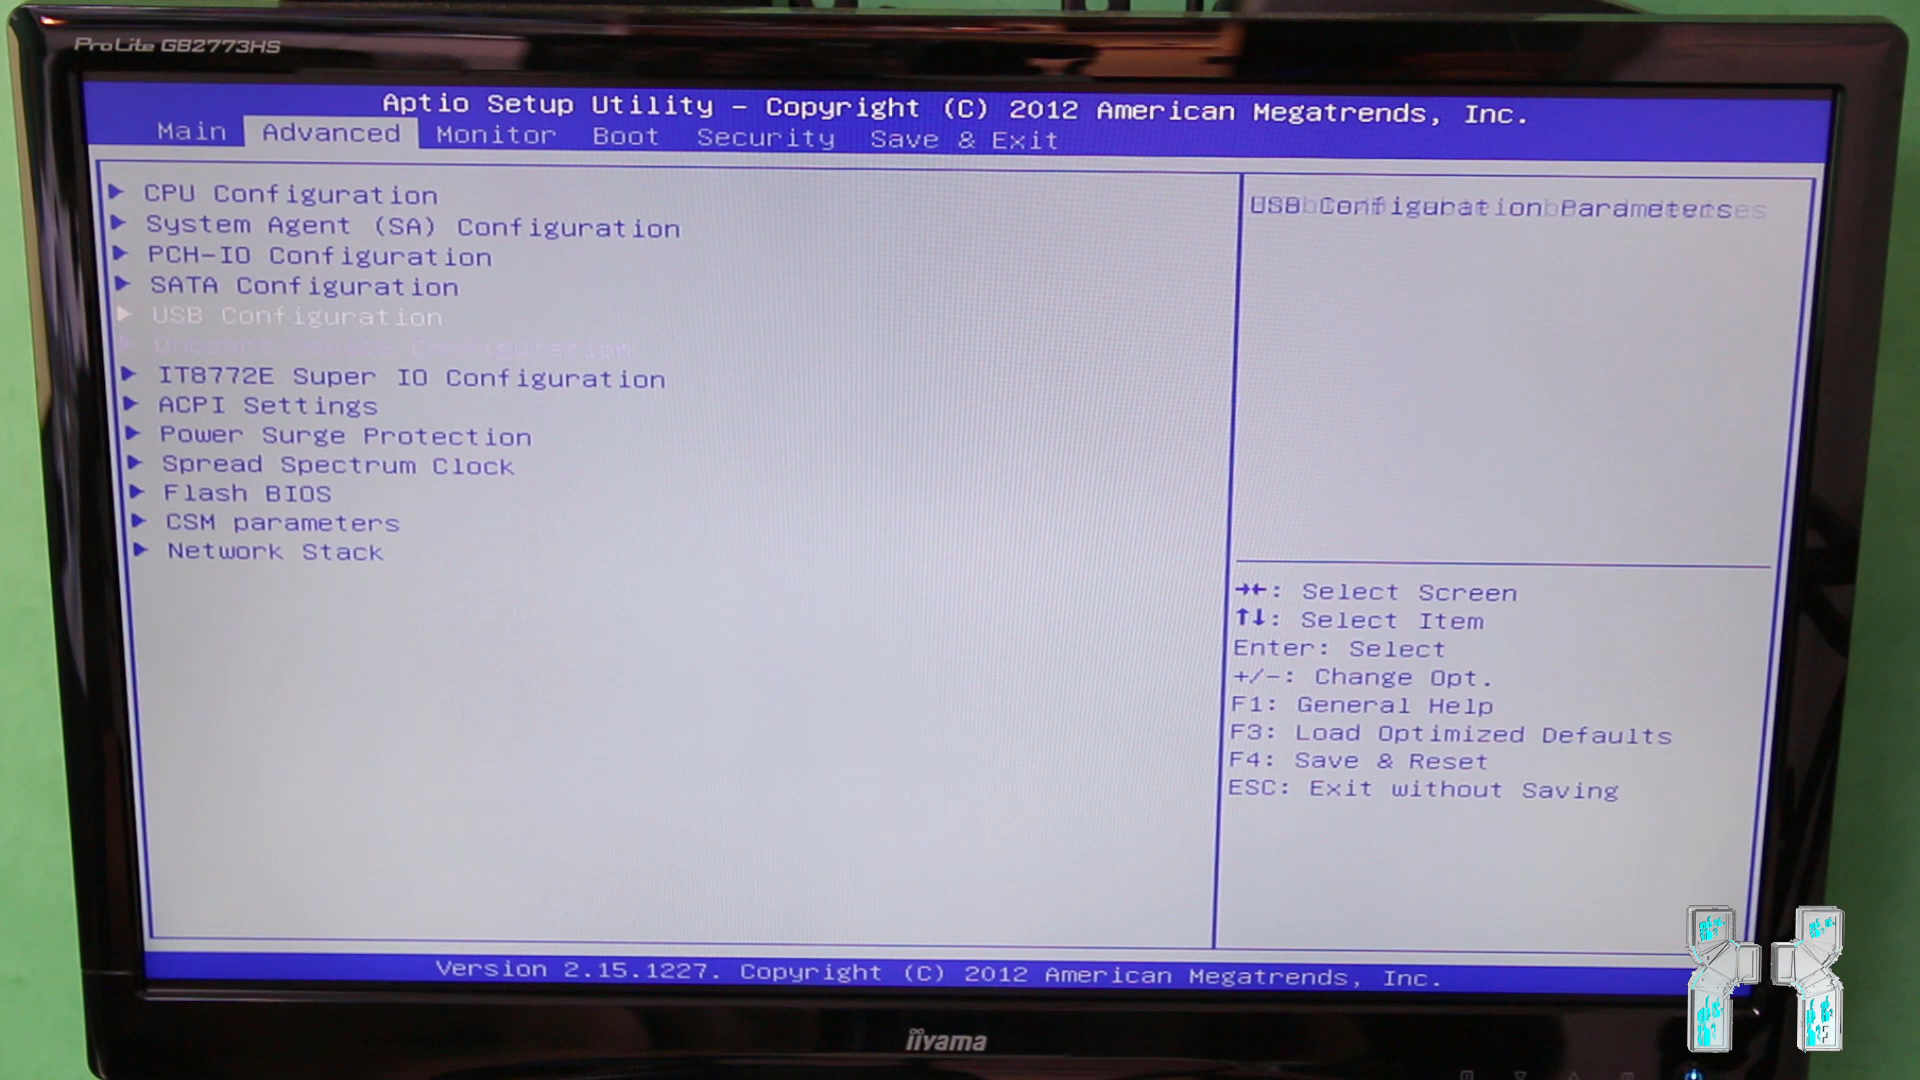 ProLite GB2773HS
Aptio Setup Utility – Copyright (C) 2012 American Megatrends, Inc.
Main Advanced Monitor Boot Security Save & Exit
CPU Configuration
System Agent (SA) Configuration
PCH-IO Configuration
SATA Configuration
USB Configuration
Configuration
IT8772E Super IO Configuration
ACPI Settings
Power Surge Protection
Spread Spectrum Clock
Flash BIOS
CSM parameters
Network Stack
USB Configuration Parameters
→←: Select Screen
↑↓: Select Item
Enter: Select
+/-: Change Opt.
F1: General Help
F3: Load Optimized Defaults
F4: Save & Reset
ESC: Exit without Saving
Version 2.15.1227. Copyright (C) 2012 American Megatrends, Inc.
iiyama